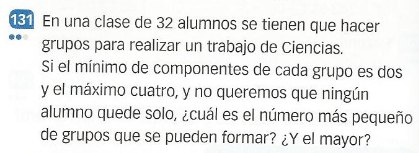 131 En una clase de 32 alumnos se tienen que hacer
grupos para realizar un trabajo de Ciencias.
Si el mínimo de componentes de cada grupo es dos
y el máximo cuatro, y no queremos que ningún
alumno quede solo, ¿cuál es el número más pequeño
de grupos que se pueden formar? ¿Y el mayor?